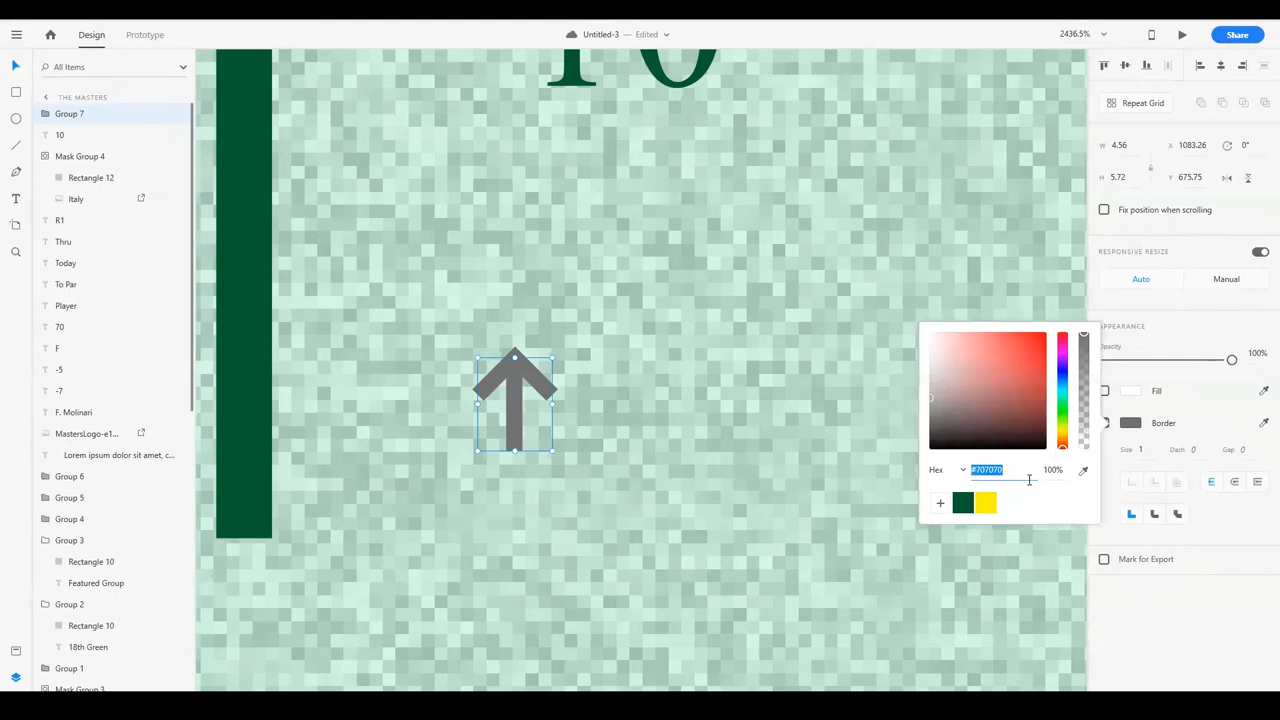 Design
Prototype
Untitled-3 - Edited
2436.5%
Share
All Items
THE MASTERS
Group 7
10
Mask Group 4
Rectangle 12
Italy
R1
Thru
Today
To Par
Player
70
F
-5
-7
F. Molinari
MastersLogo-e1...
Lorem ipsum dolor sit amet, c...
Group 6
Group 5
Group 4
Group 3
Rectangle 10
Featured Group
Group 2
Rectangle 10
18th Green
Group 1
Mask Group 3
10
Repeat Grid
W 4.56 X 1083.26 0°
H 5.72 Y 675.75
Fix position when scrolling
RESPONSIVE RESIZE
Auto Manual
APPEARANCE
Opacity
100%
Fill
Border
Size 1 Dash 0 Gap 0
Mark for Export
Hex #707070 100%